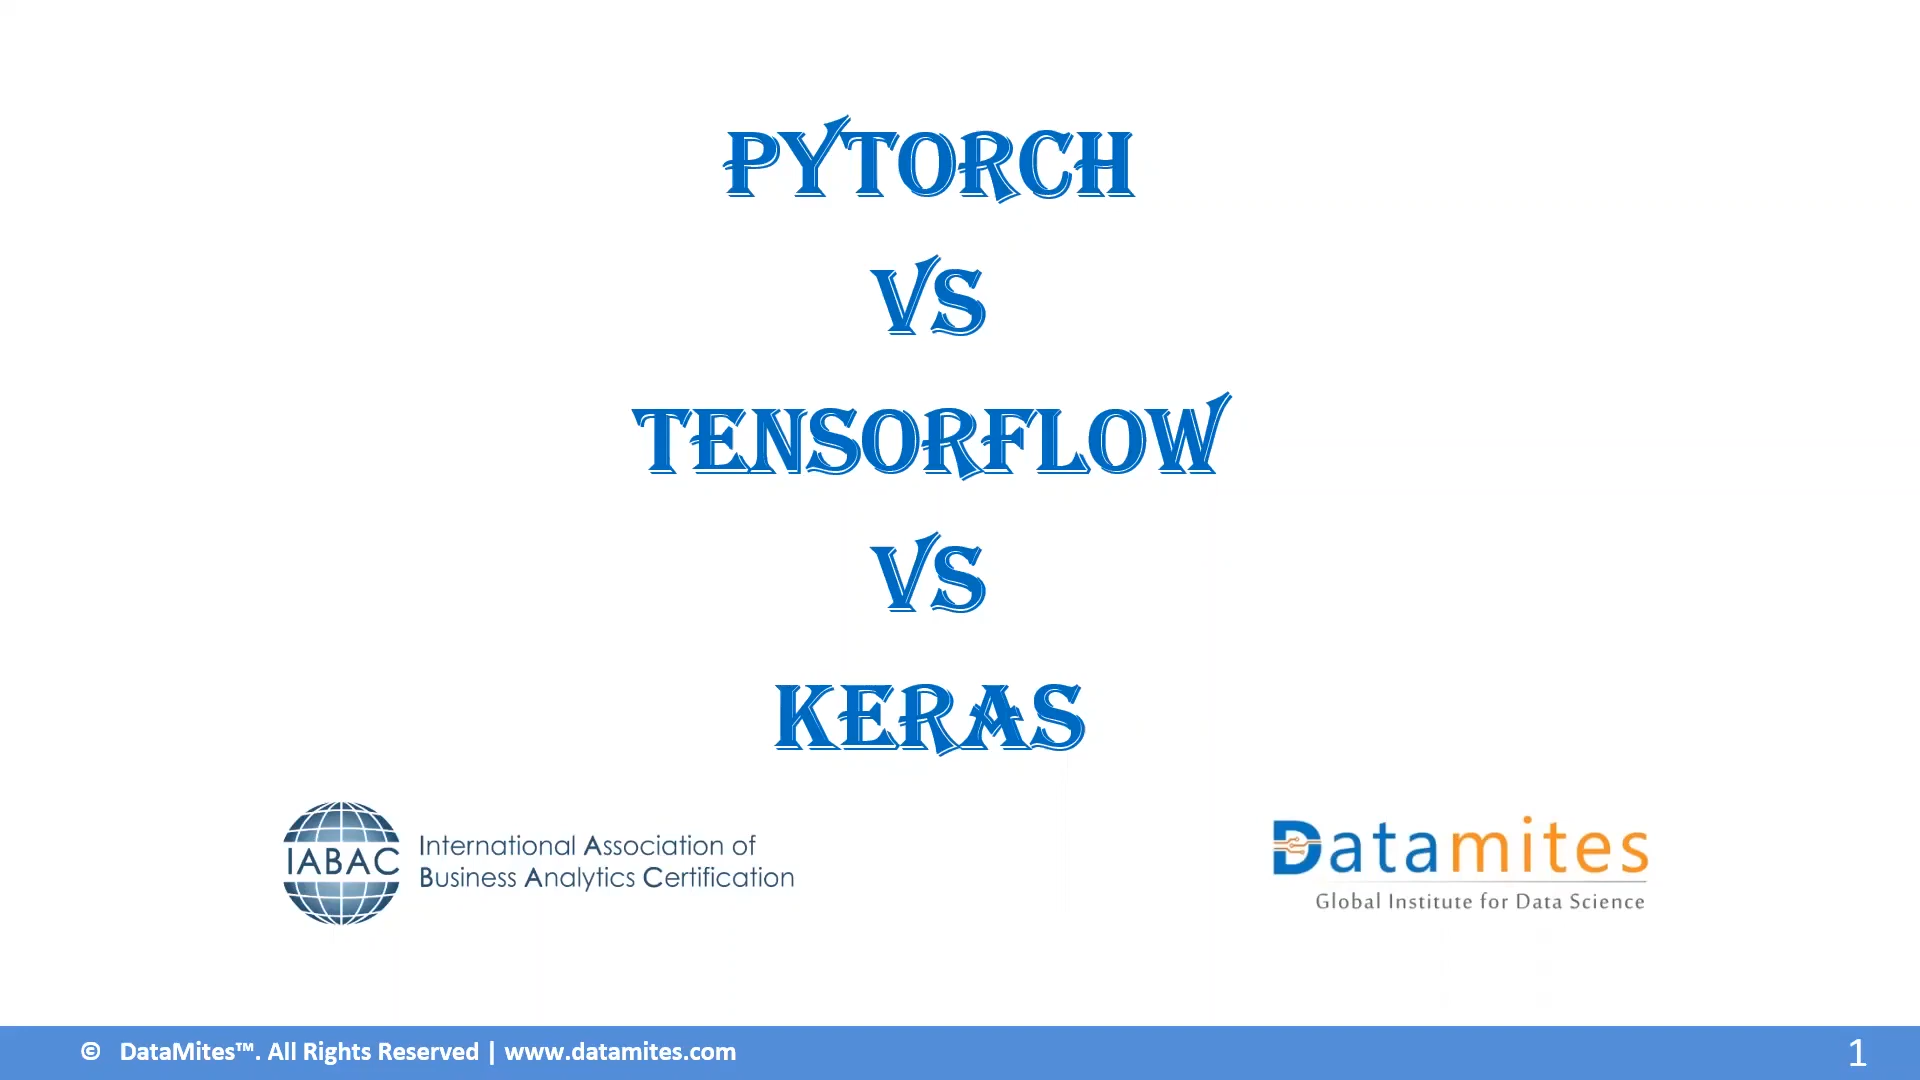 PYTORCH
VS
TENSORFLOW
VS
KERAS
IABAC
International Association of
Business Analytics Certification
Datamites
Global Institute for Data Science
© DataMites™. All Rights Reserved | www.datamites.com
1